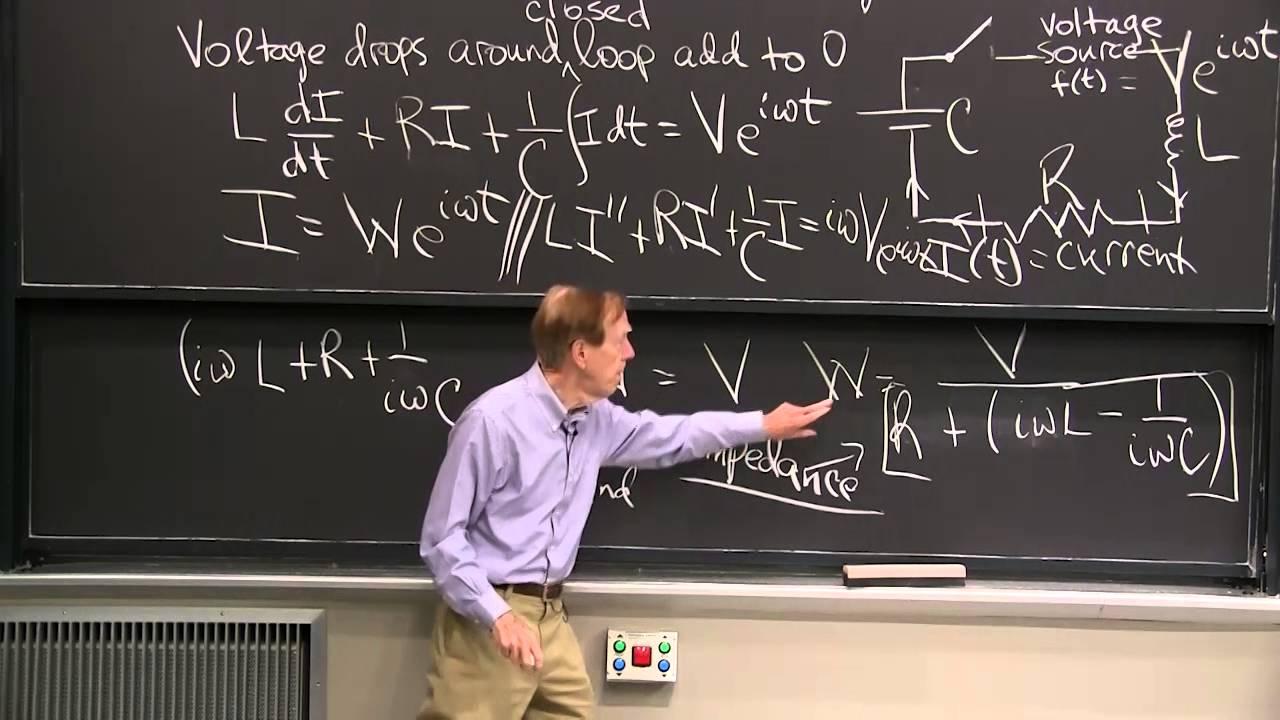 closed
Voltage drops around ^ loop add to 0
L dI/dt + RI + 1/C ∫I dt = Ve^{iωt}
I = We^{iωt} /// LI'' + RI' + 1/C I = iωVe^{iωt}
voltage
source
f(t) = Ve^{iωt}
C
L
R
I(t) = current
(iωL + R + 1/iωC = V
W = V/[R + (iωL - 1/iωC)]
impedance →